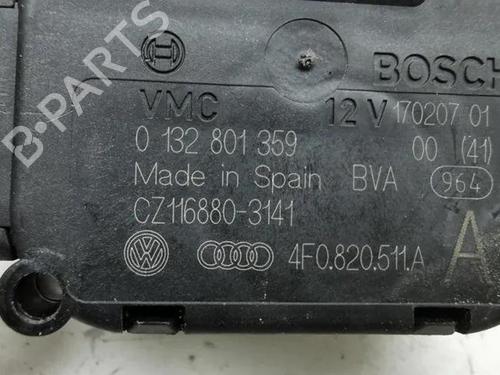 BOSCH
VMC 12 V 170207 01
0 132 801 359 00 (41)
Made in Spain BVA 964
CZ116880-3141
4F0.820.511.A A
B-PARTS